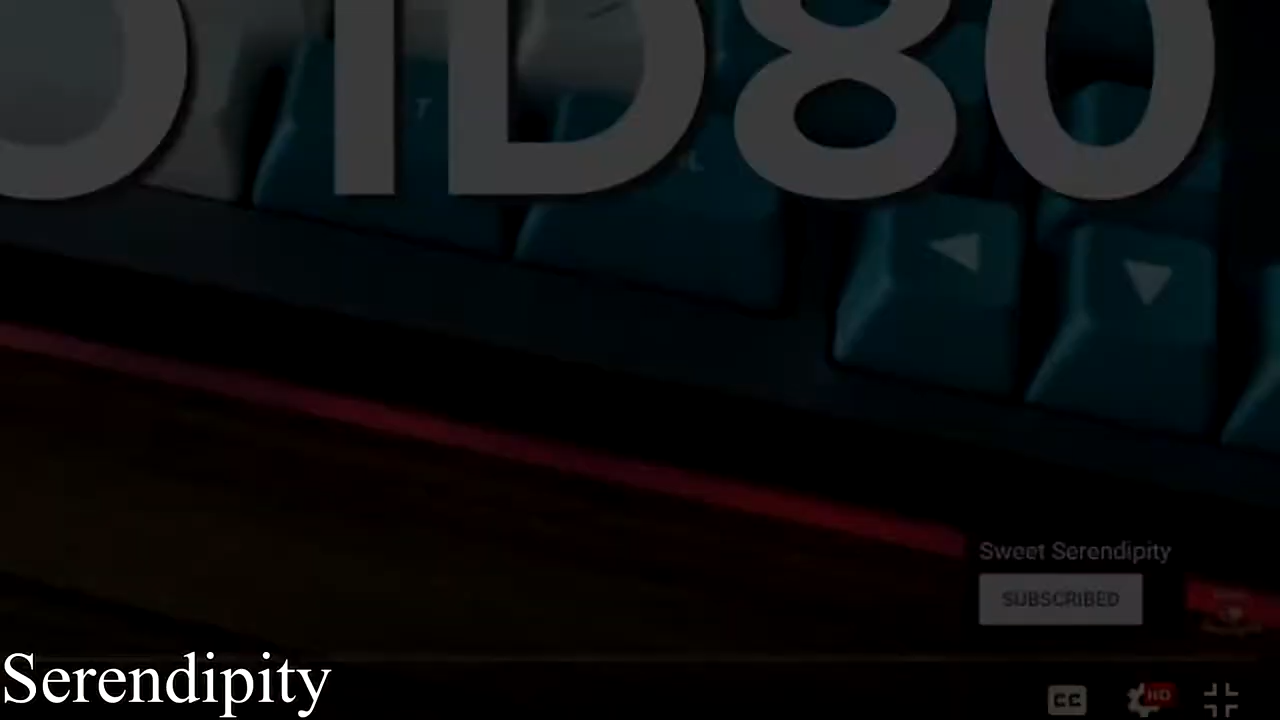 ID80
T
Sweet Serendipity
SUBSCRIBED
Serendipity
CC
HD